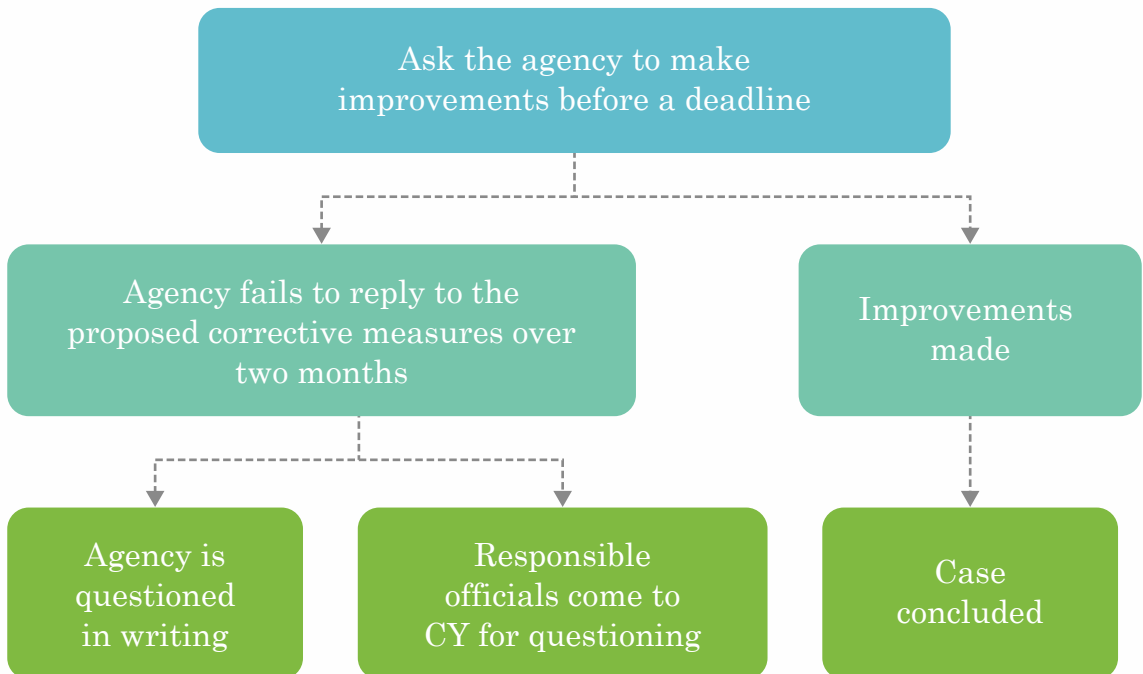 Ask the agency to make
improvements before a deadline
Agency fails to reply to the
proposed corrective measures over
two months
Improvements
made
Agency is
questioned
in writing
Responsible
officials come to
CY for questioning
Case
concluded